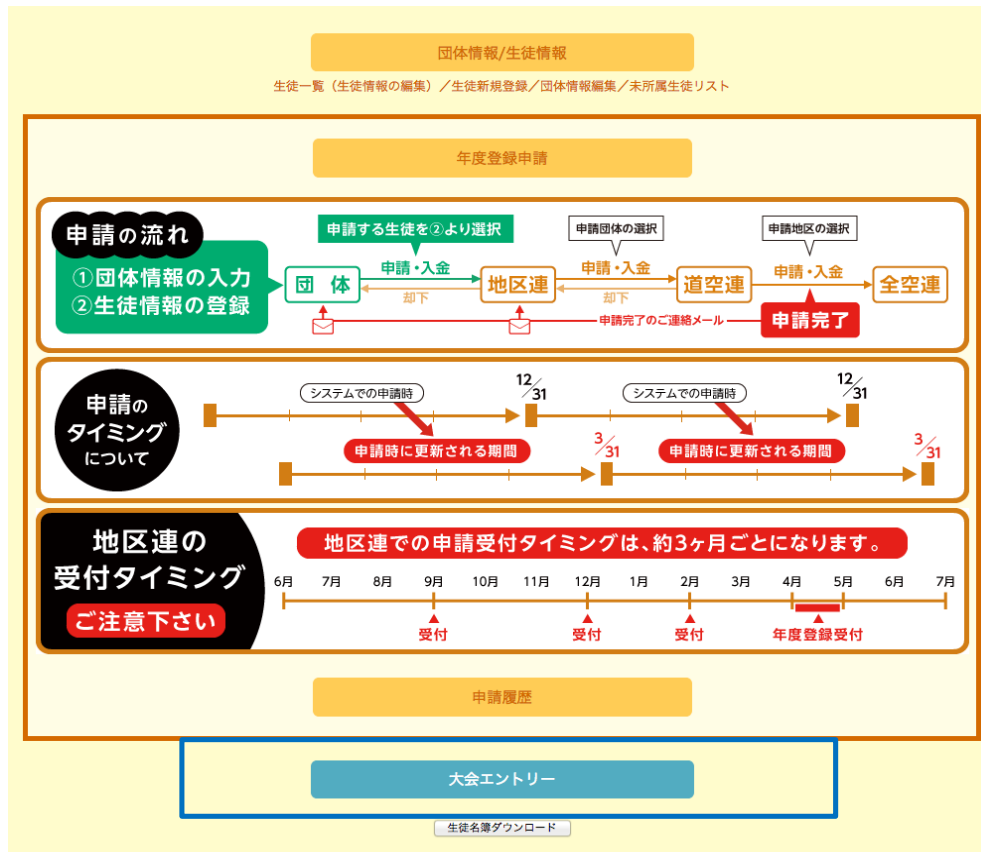 団体情報/生徒情報
生徒一覧（生徒情報の編集）／生徒新規登録／団体情報編集／未所属生徒リスト
年度登録申請
申請の流れ
①団体情報の入力
②生徒情報の登録
申請する生徒を②より選択
申請団体の選択
申請地区の選択
団 体
申請・入金
却下
地区連
申請・入金
却下
道空連
申請・入金
全空連
申請完了のご連絡メール
申請完了
申請の
タイミング
について
システムでの申請時
12/31
システムでの申請時
12/31
申請時に更新される期間
3/31
申請時に更新される期間
3/31
地区連の
受付タイミング
ご注意下さい
地区連での申請受付タイミングは、約3ヶ月ごとになります。
6月 7月 8月 9月 10月 11月 12月 1月 2月 3月 4月 5月 6月 7月
受付 受付 受付 年度登録受付
申請履歴
大会エントリー
生徒名簿ダウンロード